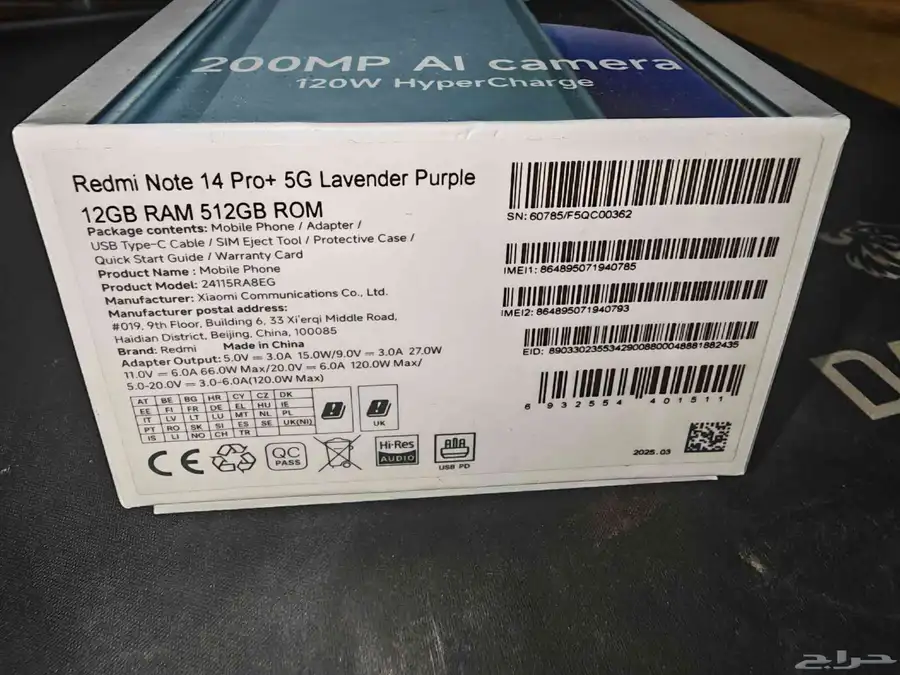 200MP AI camera
120W HyperCharge
Redmi Note 14 Pro+ 5G Lavender Purple
12GB RAM 512GB ROM
Package contents: Mobile Phone / Adapter /
USB Type-C Cable / SIM Eject Tool / Protective Case /
Quick Start Guide / Warranty Card
Product Name : Mobile Phone
Product Model: 24115RA8EG
Manufacturer: Xiaomi Communications Co., Ltd.
Manufacturer postal address:
#019, 9th Floor, Building 6, 33 Xi'erqi Middle Road,
Haidian District, Beijing, China, 100085
Brand: Redmi Made in China
Adapter Output: 5.0V ⎓ 3.0A 15.0W/9.0V ⎓ 3.0A 27.0W
11.0V ⎓ 6.0A 66.0W Max/20.0V ⎓ 6.0A 120.0W Max/
5.0-20.0V ⎓ 3.0-6.0A(120.0W Max)
AT BE BG HR CY CZ DK
EE FI FR DE EL HU IE
IT LV LT LU MT NL PL
PT RO SK SI ES SE UK(NI)
IS LI NO CH TR
UK
CE
QC
PASS
Hi-Res
AUDIO
USB PD
SN: 60785/F5QC00362
IMEI1: 864895071940785
IMEI2: 864895071940793
EID: 89033023553429008800048881882435
6 932554 401511
2025.03
حراج